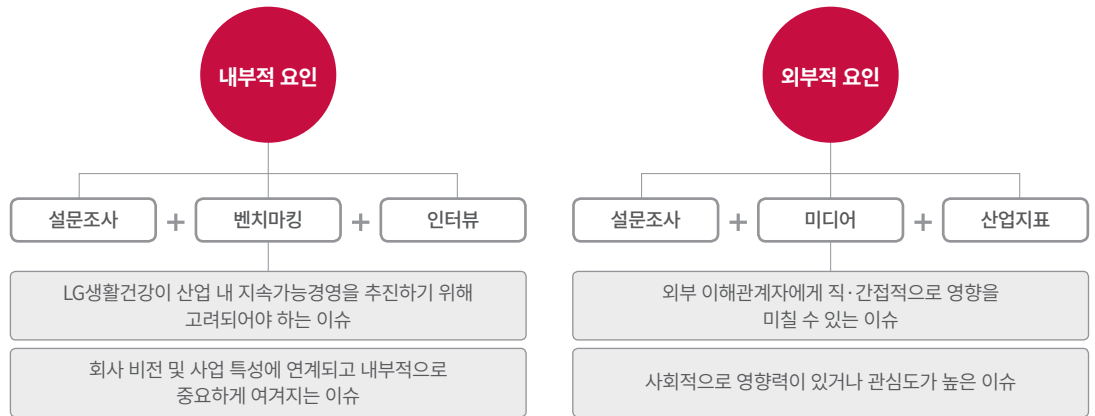 내부적 요인
설문조사 + 벤치마킹 + 인터뷰
LG생활건강이 산업 내 지속가능경영을 추진하기 위해
고려되어야 하는 이슈
회사 비전 및 사업 특성에 연계되고 내부적으로
중요하게 여겨지는 이슈
외부적 요인
설문조사 + 미디어 + 산업지표
외부 이해관계자에게 직·간접적으로 영향을
미칠 수 있는 이슈
사회적으로 영향력이 있거나 관심도가 높은 이슈